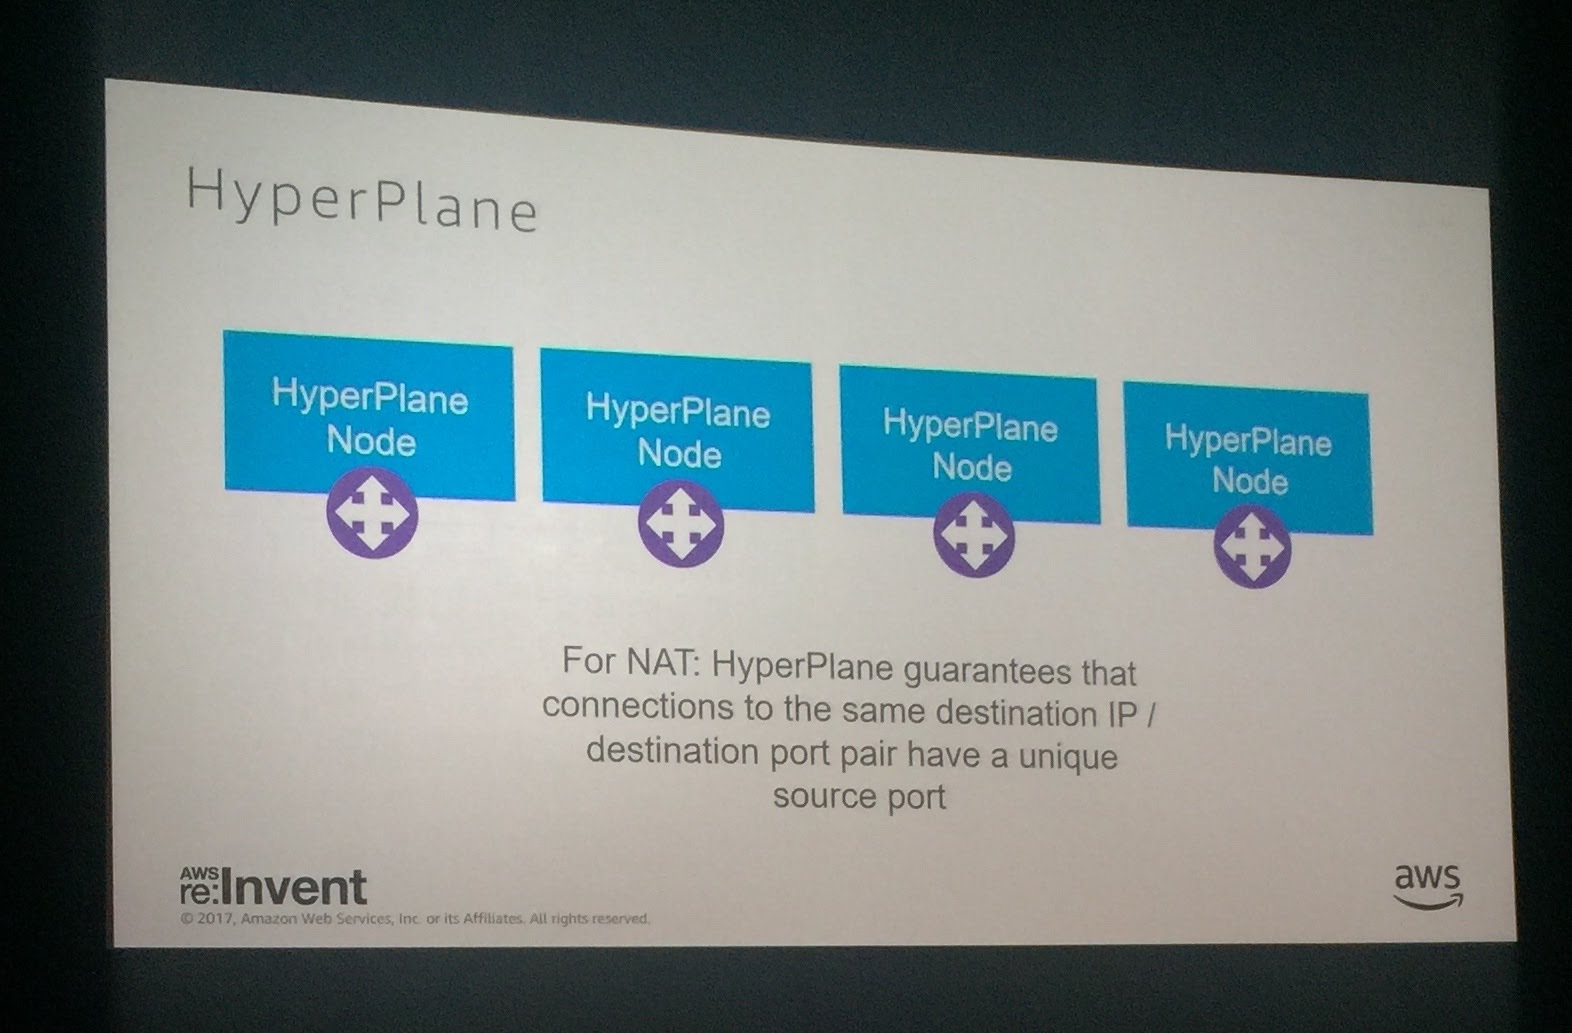 HyperPlane
HyperPlane
Node
HyperPlane
Node
HyperPlane
Node
HyperPlane
Node
For NAT: HyperPlane guarantees that
connections to the same destination IP /
destination port pair have a unique
source port
AWS
re:Invent
© 2017, Amazon Web Services, Inc. or its Affiliates. All rights reserved.
aws